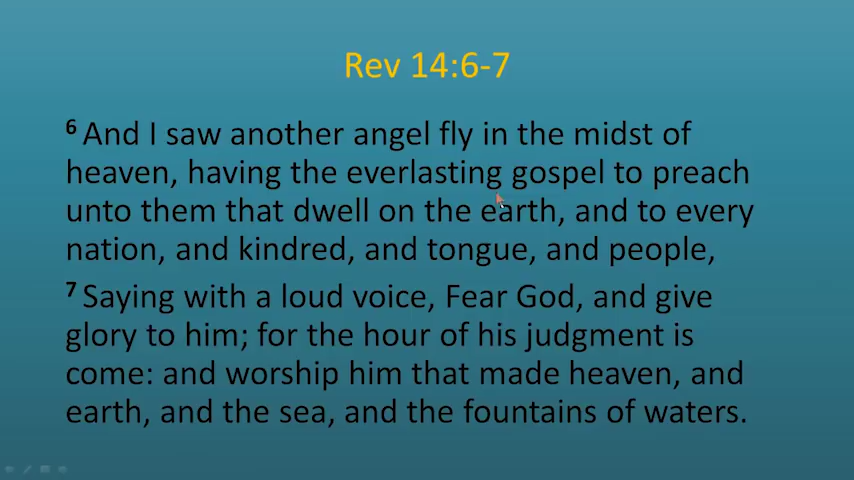 Rev 14:6-7
6 And I saw another angel fly in the midst of
heaven, having the everlasting gospel to preach
unto them that dwell on the earth, and to every
nation, and kindred, and tongue, and people,
7 Saying with a loud voice, Fear God, and give
glory to him; for the hour of his judgment is
come: and worship him that made heaven, and
earth, and the sea, and the fountains of waters.